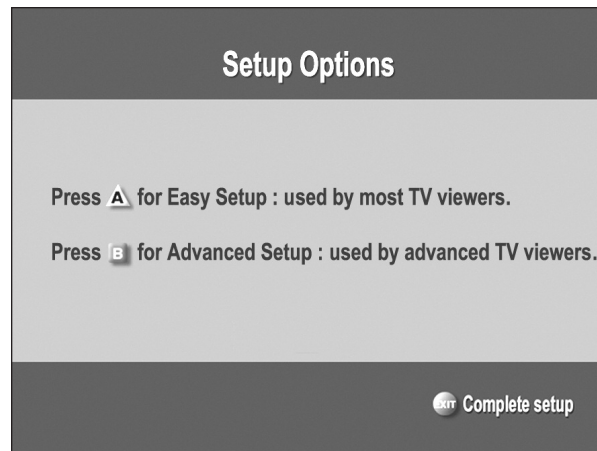 Setup Options
Press A for Easy Setup : used by most TV viewers.
Press B for Advanced Setup : used by advanced TV viewers.
EXIT Complete setup